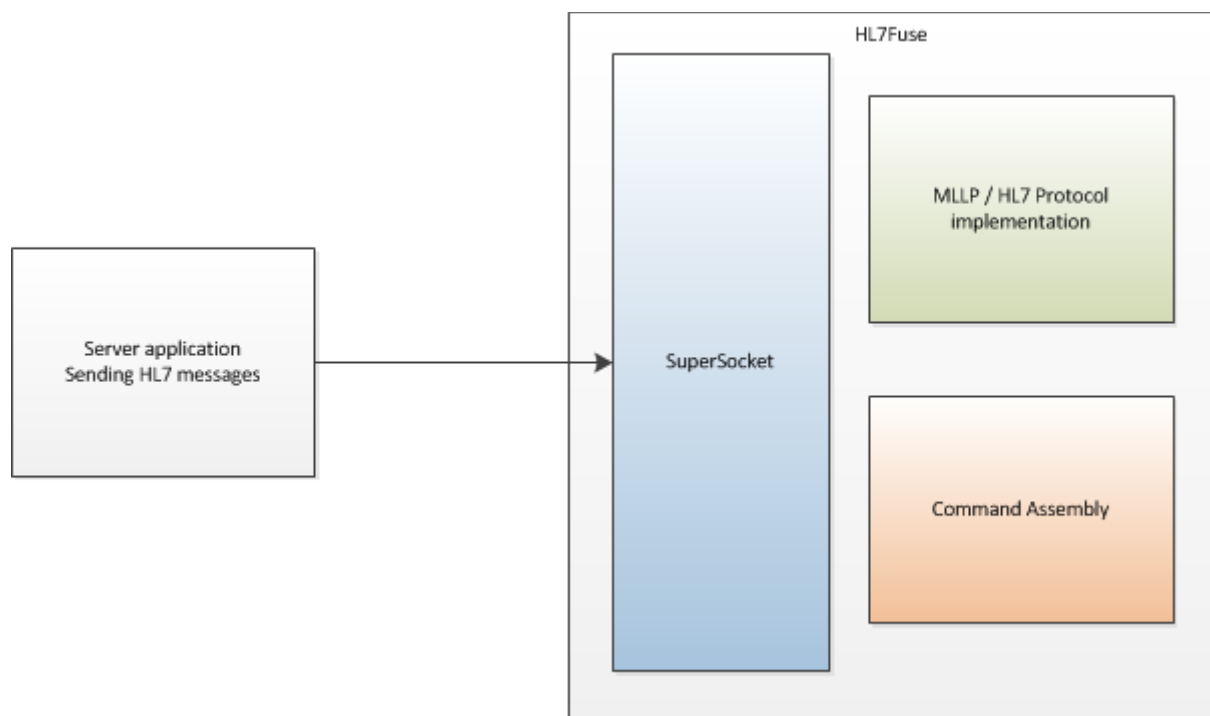 HL7Fuse
MLLP / HL7 Protocol
implementation
Server application
Sending HL7 messages
SuperSocket
Command Assembly